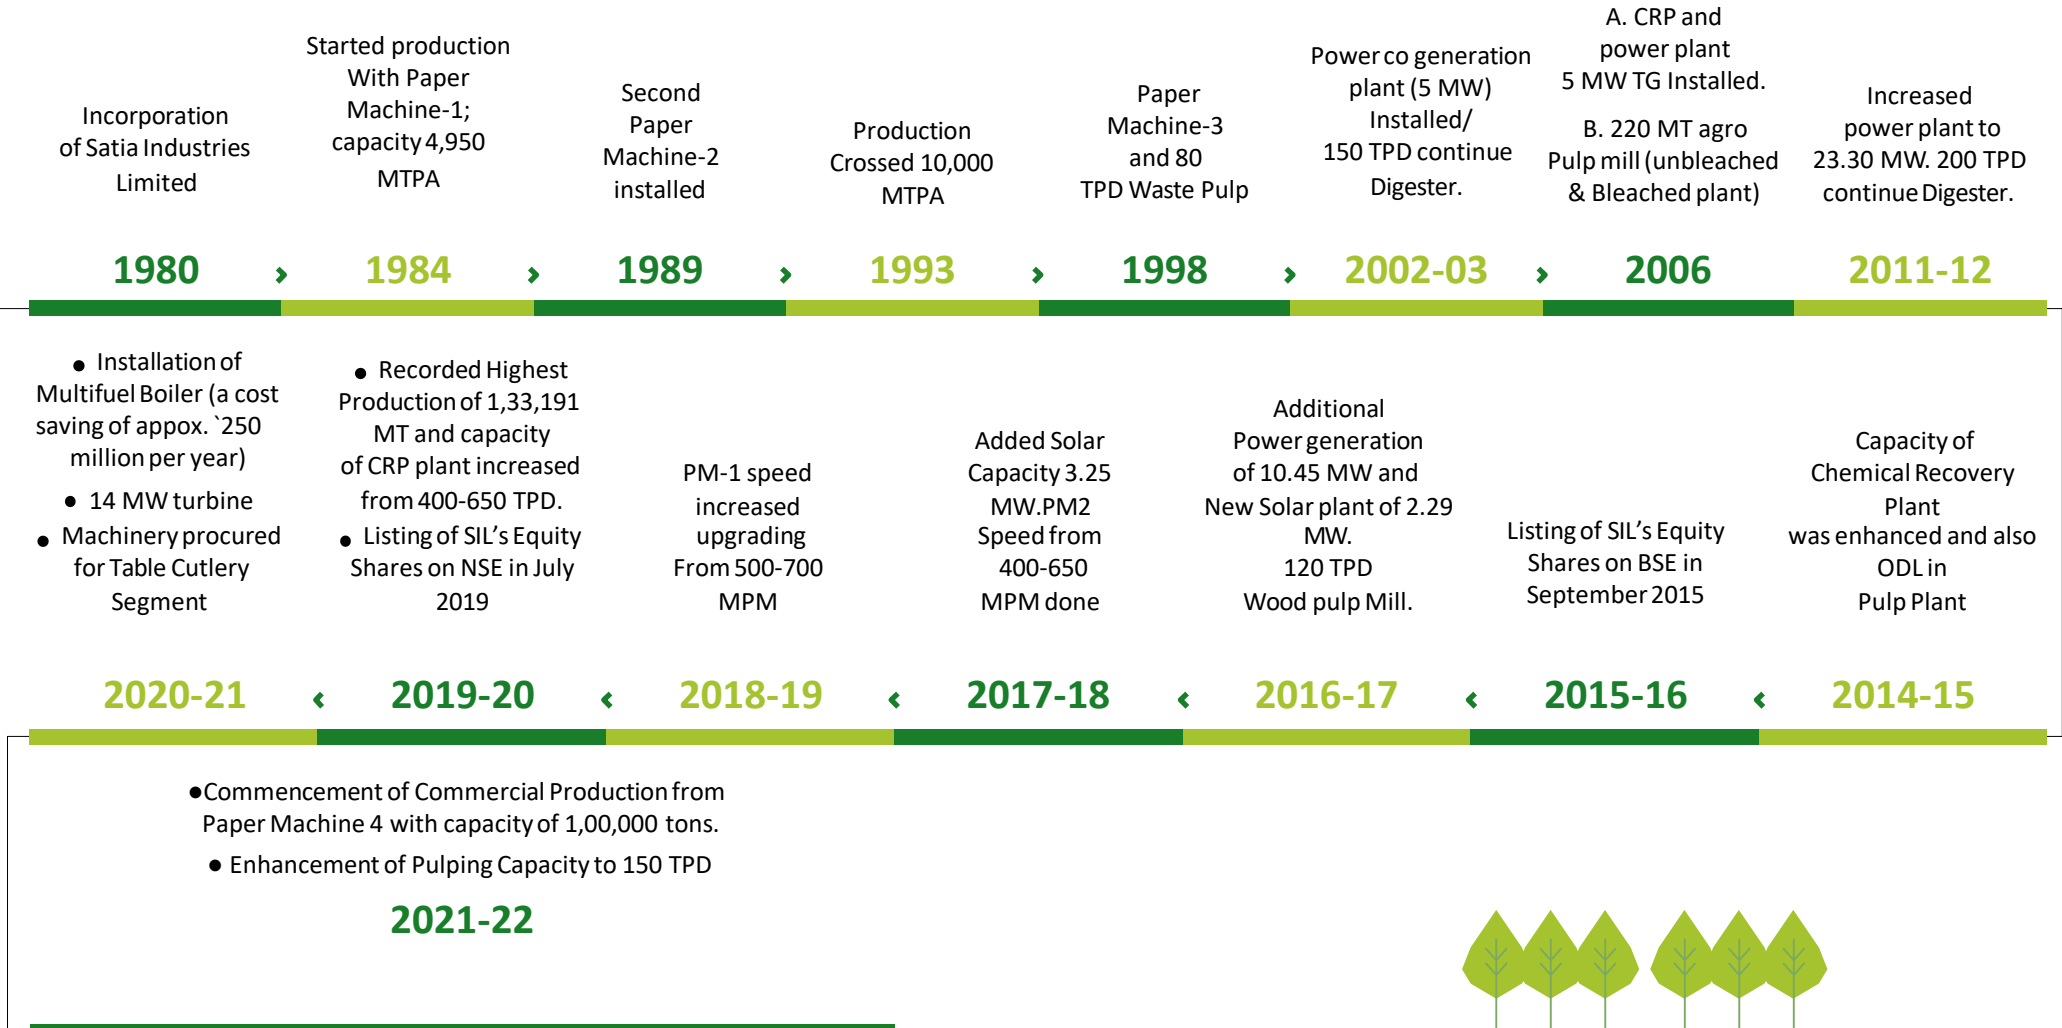 Incorporation
of Satia Industries
Limited
1980
Started production
With Paper
Machine-1;
capacity 4,950
MTPA
1984
Second
Paper
Machine-2
installed
1989
Production
Crossed 10,000
MTPA
1993
Paper
Machine-3
and 80
TPD Waste Pulp
1998
Power co generation
plant (5 MW)
Installed/
150 TPD continue
Digester.
2002-03
A. CRP and
power plant
5 MW TG Installed.
B. 220 MT agro
Pulp mill (unbleached
& Bleached plant)
2006
Increased
power plant to
23.30 MW. 200 TPD
continue Digester.
2011-12
Capacity of
Chemical Recovery
Plant
was enhanced and also
ODL in
Pulp Plant
2014-15
Listing of SIL’s Equity
Shares on BSE in
September 2015
2015-16
Additional
Power generation
of 10.45 MW and
New Solar plant of 2.29
MW.
120 TPD
Wood pulp Mill.
2016-17
Added Solar
Capacity 3.25
MW.PM2
Speed from
400-650
MPM done
2017-18
PM-1 speed
increased
upgrading
From 500-700
MPM
2018-19
● Recorded Highest
Production of 1,33,191
MT and capacity
of CRP plant increased
from 400-650 TPD.
● Listing of SIL’s Equity
Shares on NSE in July
2019
2019-20
● Installation of
Multifuel Boiler (a cost
saving of appox. `250
million per year)
● 14 MW turbine
● Machinery procured
for Table Cutlery
Segment
2020-21
●Commencement of Commercial Production from
Paper Machine 4 with capacity of 1,00,000 tons.
● Enhancement of Pulping Capacity to 150 TPD
2021-22